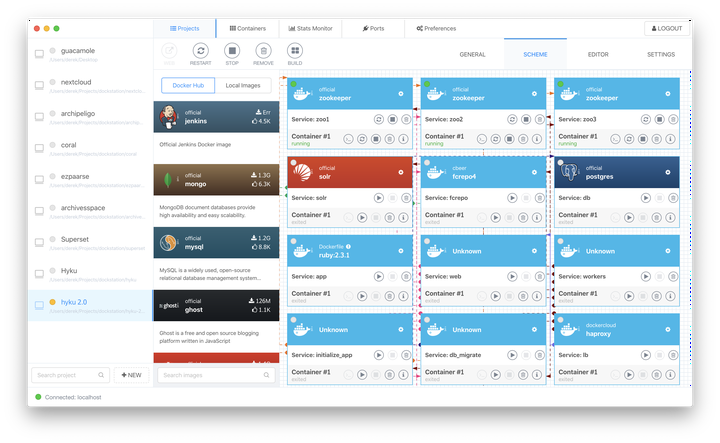 Projects
Containers
Stats Monitor
Ports
Preferences
LOGOUT
RESTART
STOP
REMOVE
BUILD
GENERAL
SCHEME
EDITOR
SETTINGS
guacamole
nextcloud
archipeligo
coral
ezpaarse
archivesspace
Superset
Hyku
hyku 2.0
Search project
+ NEW
Connected: localhost
Docker Hub
Local Images
official
jenkins
Err
4.5K
Official Jenkins Docker image
official
mongo
1.3G
6.3K
MongoDB document databases provide
high availability and easy scalability.
official
mysql
1.2G
8.8K
MySQL is a widely used, open-source
relational database management system...
official
ghost
126M
1.1K
Ghost is a free and open source blogging
platform written in JavaScript
Search images
official
zookeeper
Service: zoo1
Container #1
running
official
zookeeper
Service: zoo2
Container #1
running
official
zookeeper
Service: zoo3
Container #1
running
official
solr
Service: solr
Container #1
exited
cbeer
fcrepo4
Service: fcrepo
Container #1
exited
official
postgres
Service: db
Container #1
exited
Dockerfile
ruby:2.3.1
Service: app
Container #1
exited
Unknown
Service: web
Container #1
exited
Unknown
Service: workers
Container #1
exited
Unknown
Service: initialize_app
Container #1
exited
Unknown
Service: db_migrate
Container #1
exited
dockercloud
haproxy
Service: lb
Container #1
exited